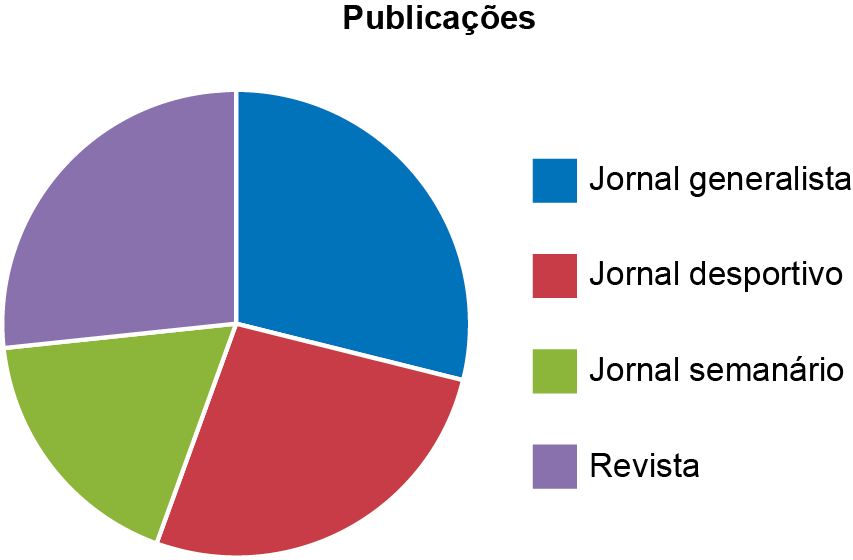 Publicações
Jornal generalista
Jornal desportivo
Jornal semanário
Revista